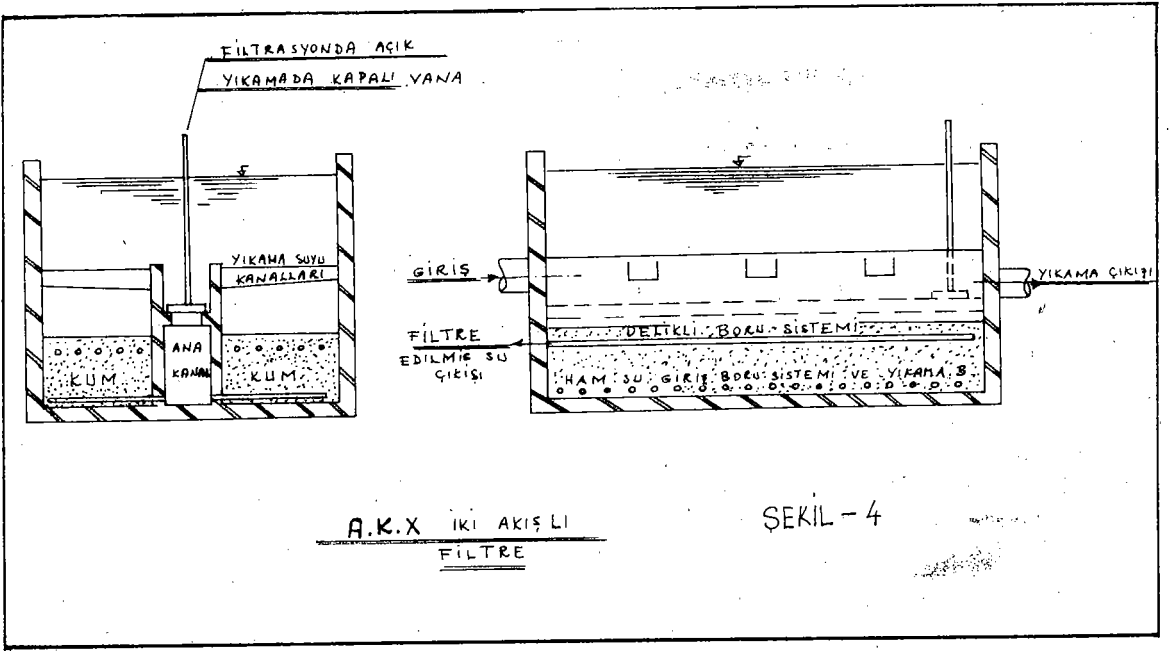 FİLTRASYONDA AÇIK
YIKAMADA KAPALI VANA
YIKAMA SUYU
KANALLARI
ANA
KANAL
KUM
KUM
GİRİŞ
YIKAMA ÇIKIŞI
FİLTRE
EDİLMİŞ SU
ÇIKIŞI
DELİKLİ BORU SİSTEMİ
HAM SU GİRİŞ BORU SİSTEMİ VE YIKAMA B.
A.K.X İKİ AKIŞLI
FİLTRE
ŞEKİL-4